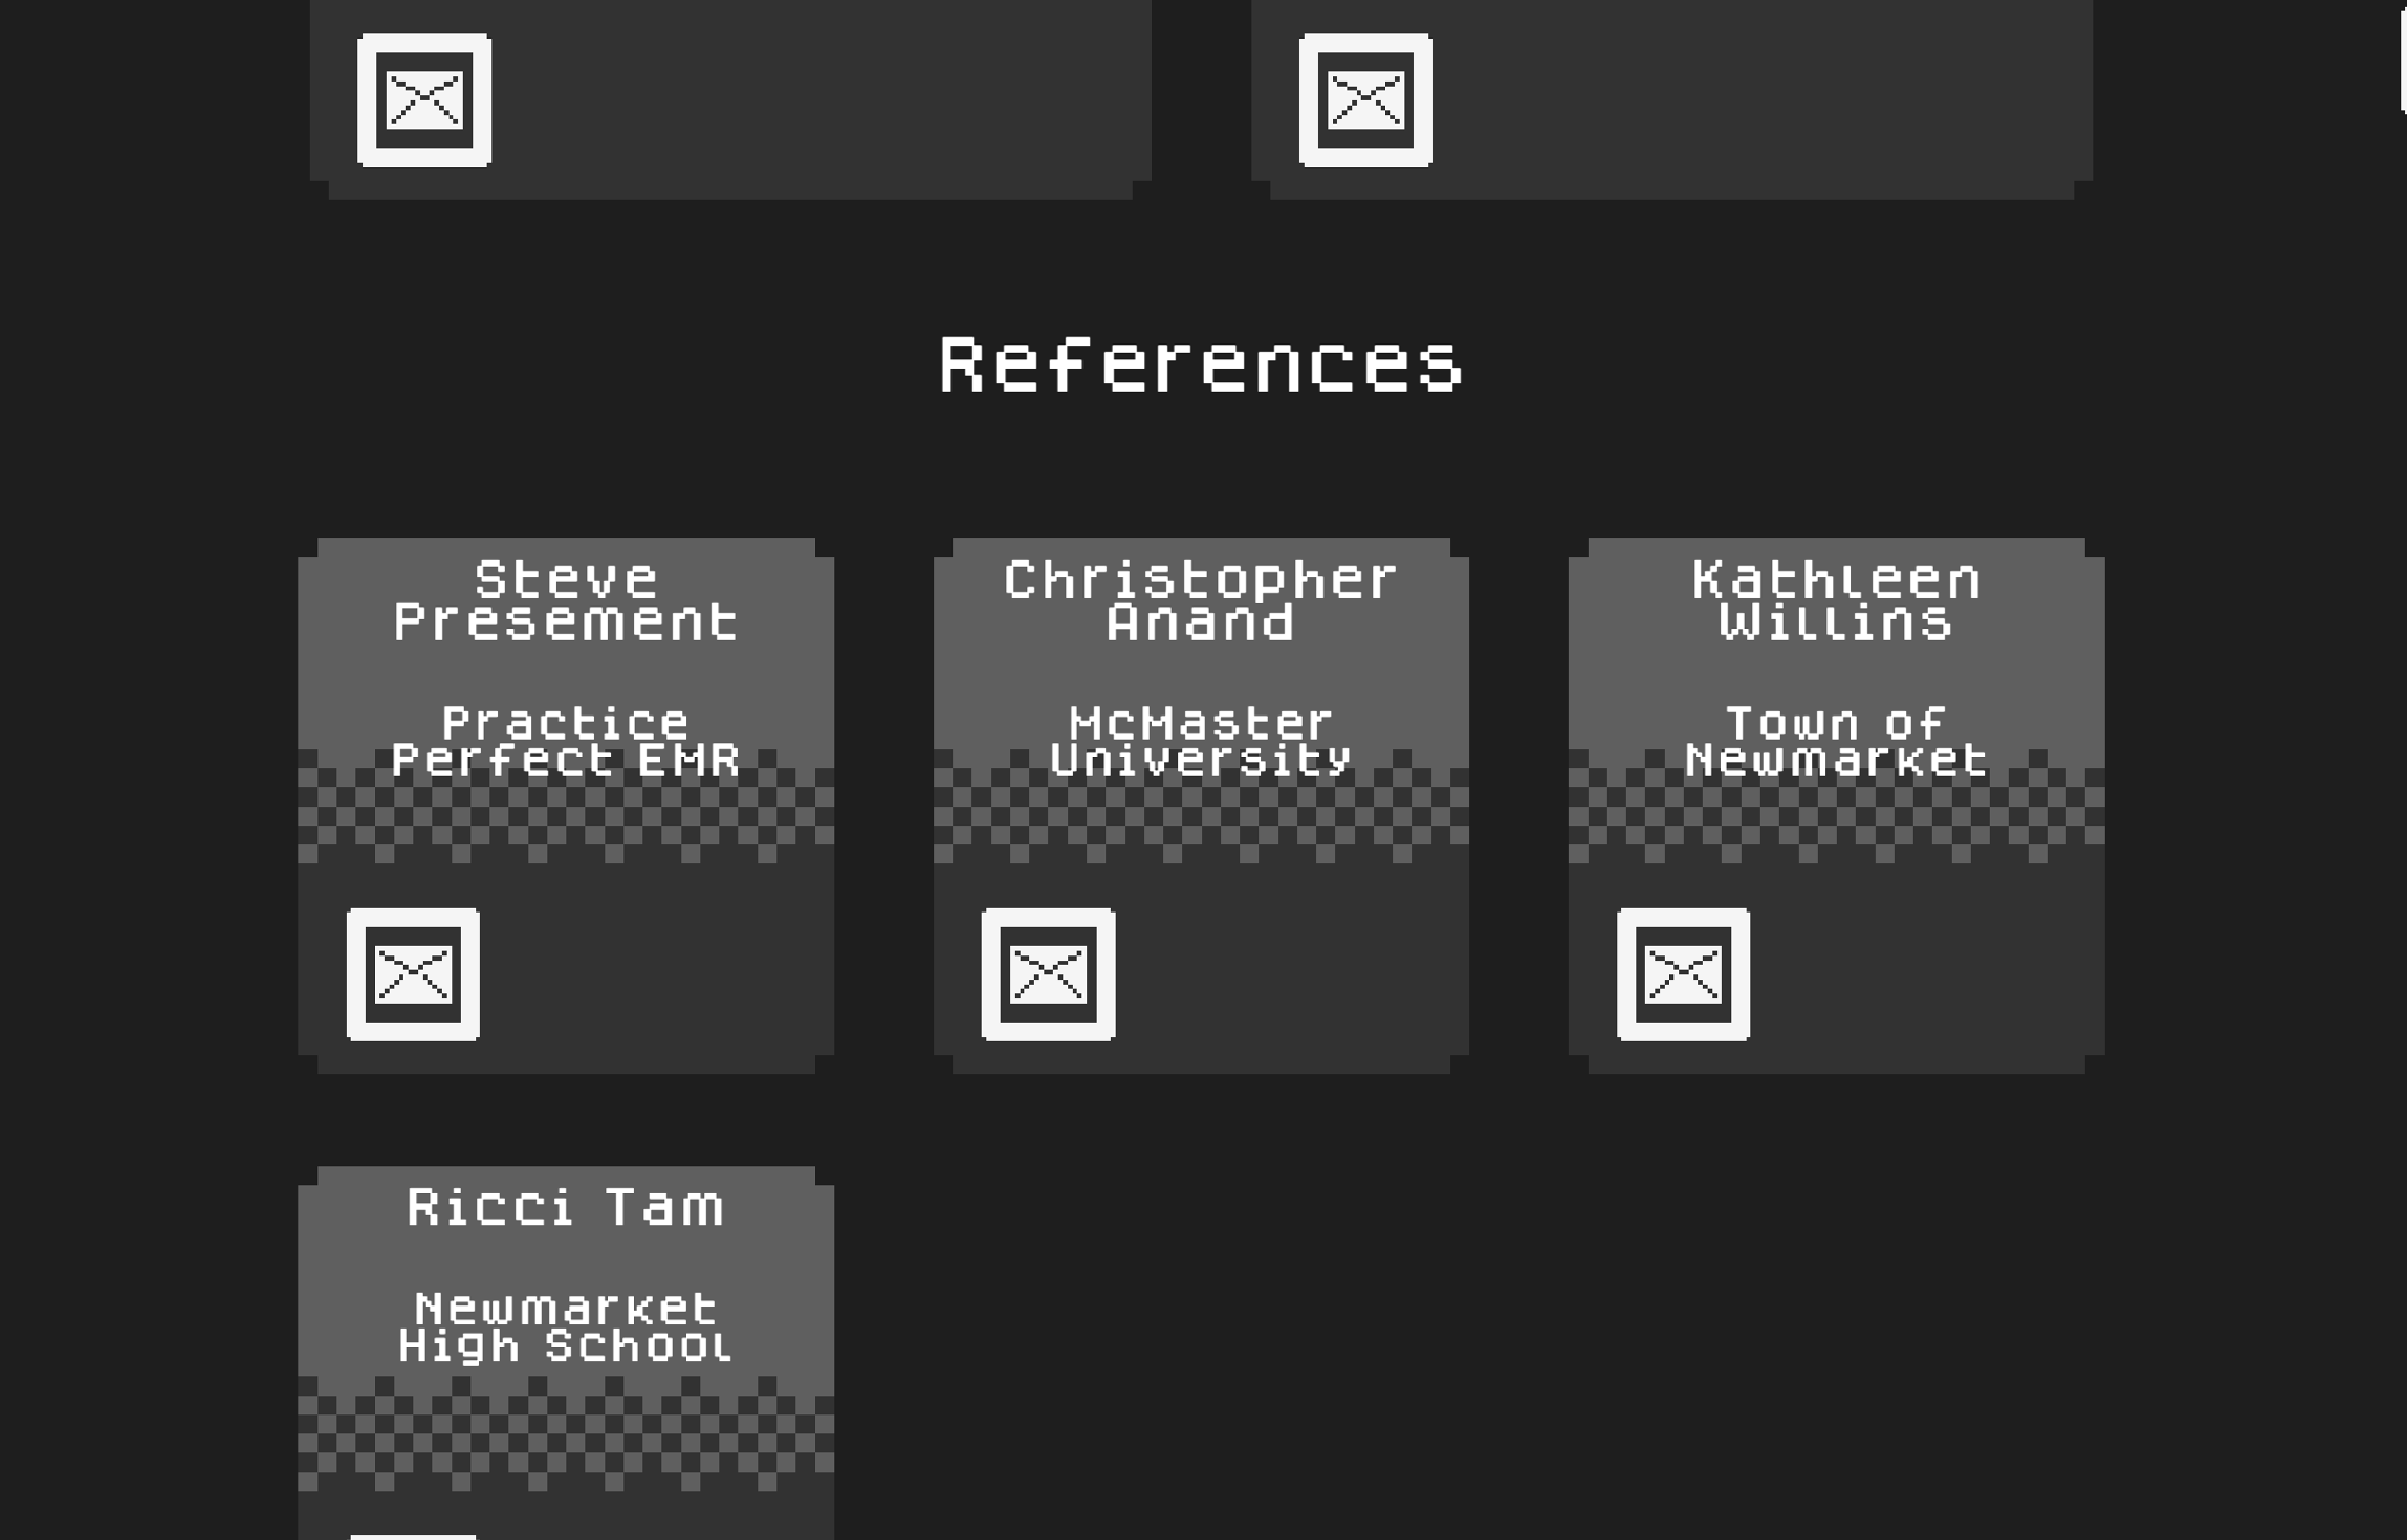 References
Steve
Presement
Practice
Perfect EMR
Christopher
Anand
McMaster
University
Kathleen
Willins
Town of
Newmarket
Ricci Tam
Newmarket
High School